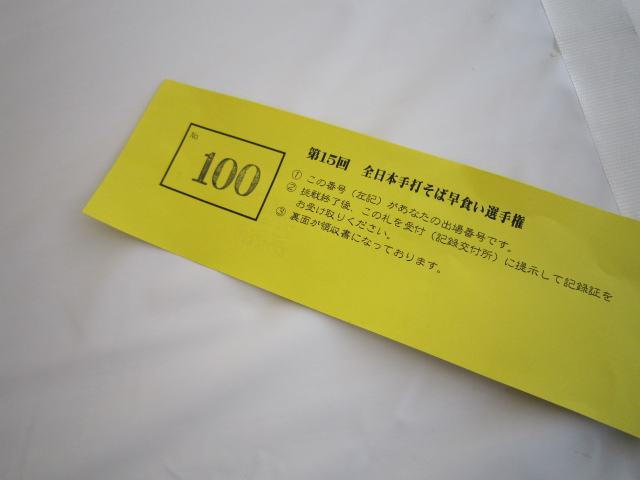 No.
100
第15回 全日本手打そば早食い選手権
① この番号（左記）があなたの出場番号です。
② 挑戦終了後、この札を受付（記録交付所）に提示して記録証を
お受け取りください。
③ 裏面が領収書になっております。